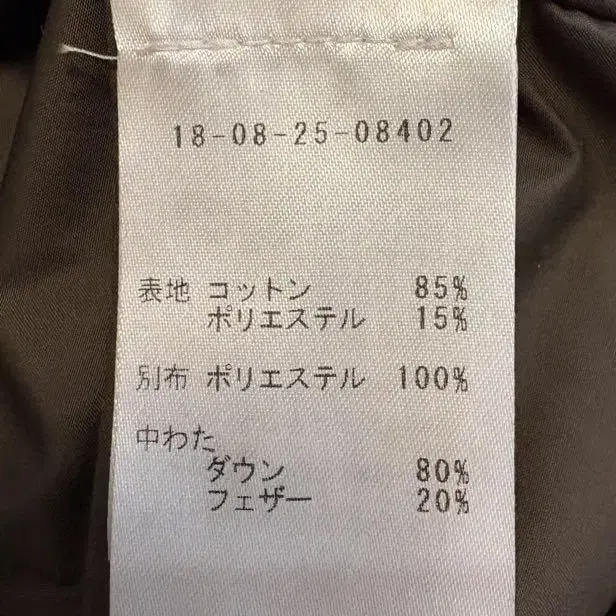 18-08-25-08402
表地 コットン 85%
ポリエステル 15%
別布 ポリエステル 100%
中わた
ダウン 80%
フェザー 20%